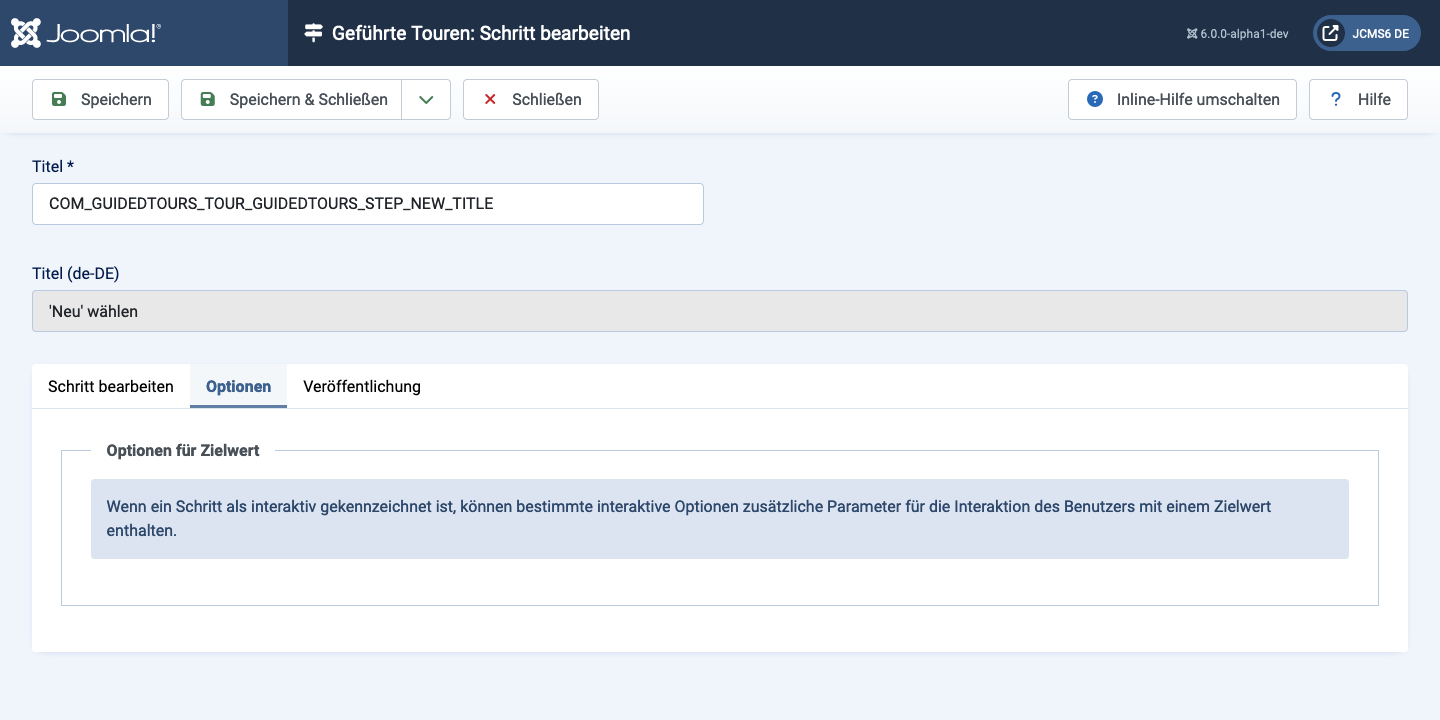 Joomla!®
Geführte Touren: Schritt bearbeiten
6.0.0-alpha1-dev
JCMS6 DE
Speichern
Speichern & Schließen
Schließen
Inline-Hilfe umschalten
Hilfe
Titel *
COM_GUIDEDTOURS_TOUR_GUIDEDTOURS_STEP_NEW_TITLE
Titel (de-DE)
'Neu' wählen
Schritt bearbeiten
Optionen
Veröffentlichung
Optionen für Zielwert
Wenn ein Schritt als interaktiv gekennzeichnet ist, können bestimmte interaktive Optionen zusätzliche Parameter für die Interaktion des Benutzers mit einem Zielwert
enthalten.